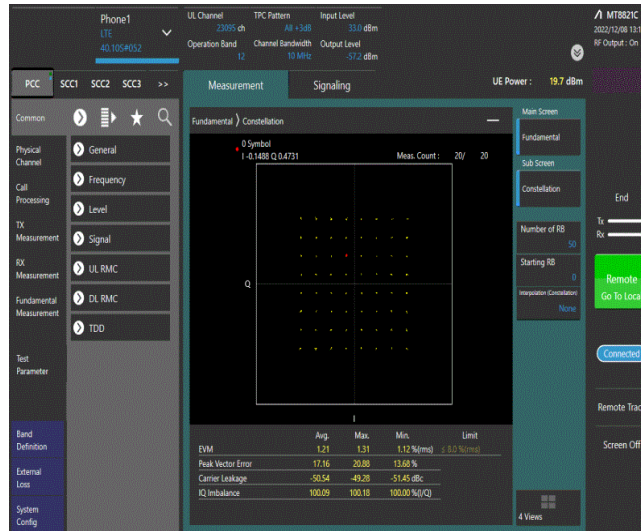 Phone1
LTE
40.105#052
UL Channel
23095 ch
TPC Pattern
Alt +3dB
Input Level
33.0 dBm
Operation Band
12
Channel Bandwidth
10 MHz
Output Level
-57.2 dBm
MT8821C
2022/12/08 13:1
RF Output : On
PCC SCC1 SCC2 SCC3 >>
Measurement Signaling
UE Power : 19.7 dBm
Common
Physical
Channel
Call
Processing
TX
Measurement
RX
Measurement
Fundamental
Measurement
Test
Parameter
Band
Definition
External
Loss
System
Config
General
Frequency
Level
Signal
UL RMC
DL RMC
TDD
Fundamental Constellation
0 Symbol
I -0.1488 Q 0.4731
Meas. Count : 20/ 20
Q
I
Avg. Max. Min. Limit
EVM 1.21 1.31 1.12 %(rms) ≤ 8.0 %(rms)
Peak Vector Error 17.16 20.88 13.68 %
Carrier Leakage -50.54 -49.28 -51.45 dBc
IQ Imbalance 100.09 100.18 100.00 %(I/Q)
Main Screen
Fundamental
Sub Screen
Constellation
Number of RB
50
Starting RB
0
Interpolation (Constellation)
None
4 Views
End
Tx
Rx
Remote
Go To Loca
Connected
Remote Trac
Screen Off